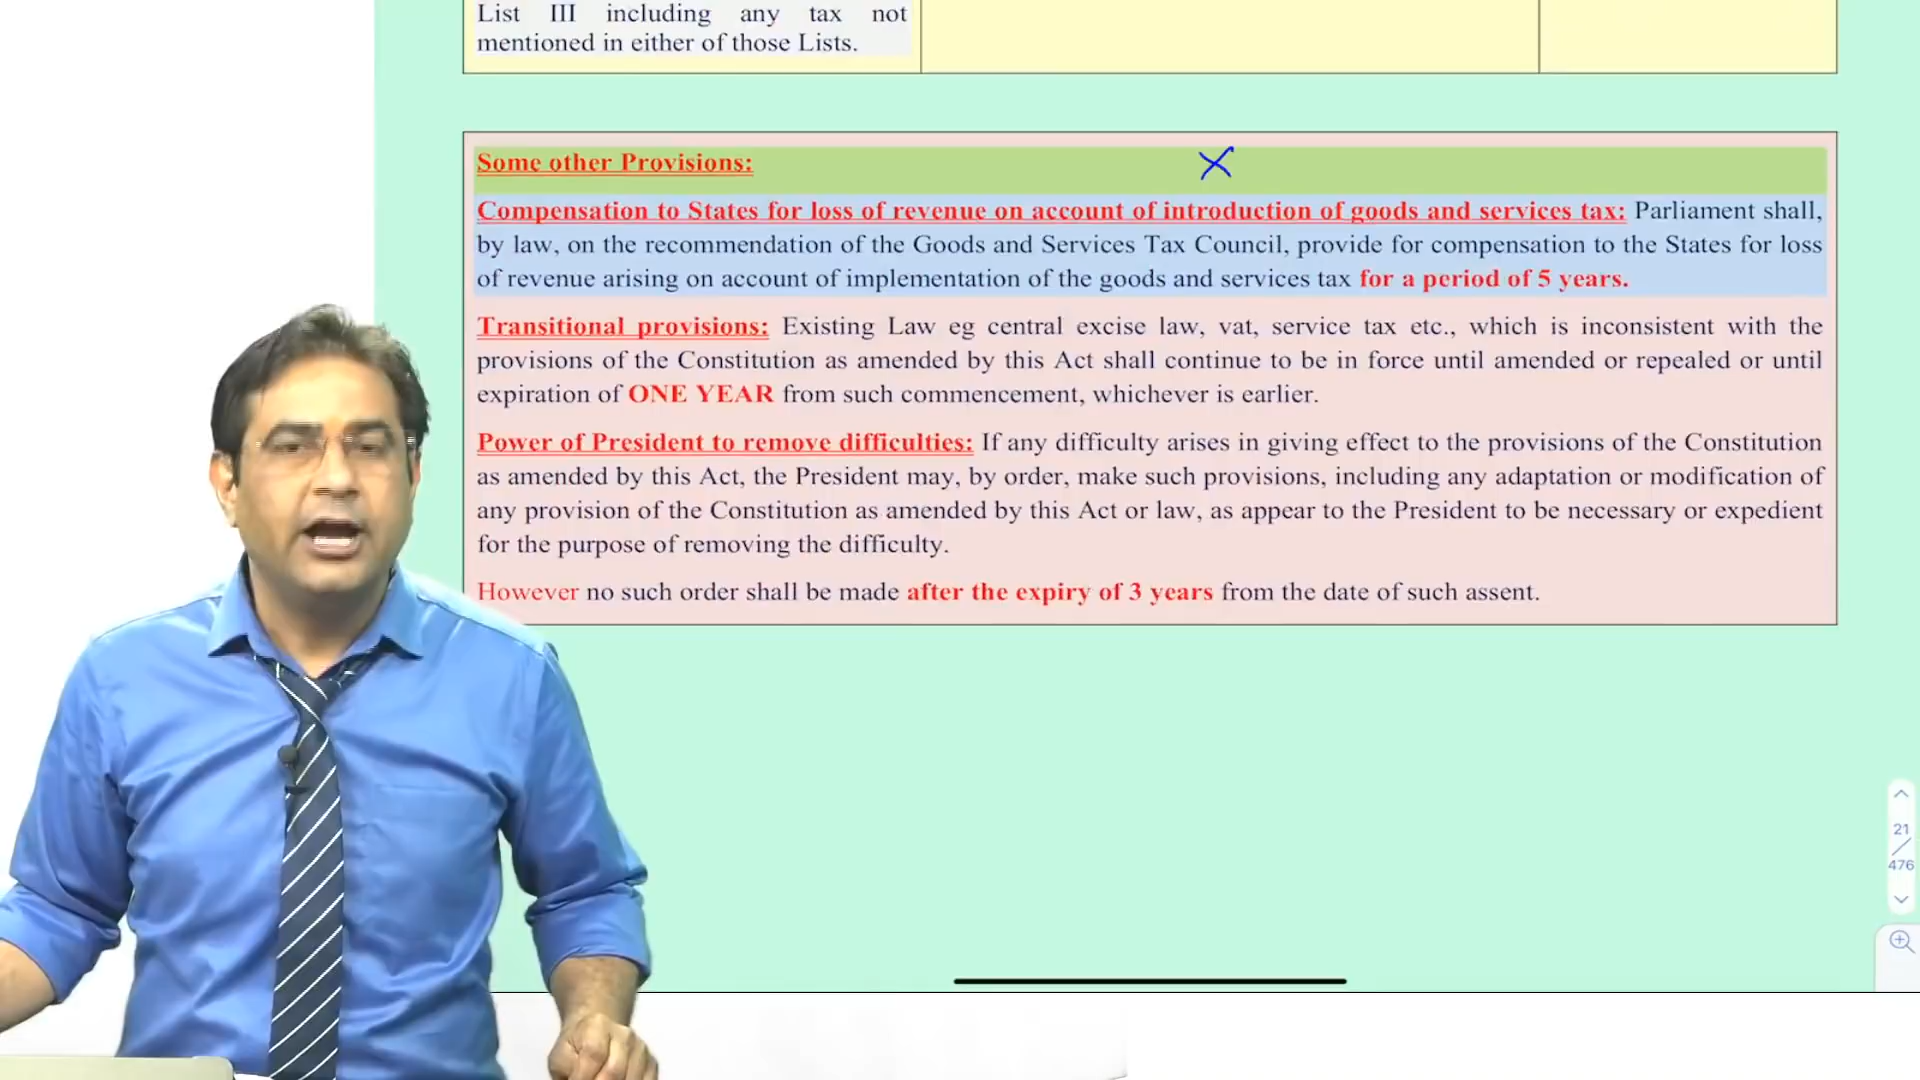 List III including any tax not
mentioned in either of those Lists.
Some other Provisions:
Compensation to States for loss of revenue on account of introduction of goods and services tax: Parliament shall,
by law, on the recommendation of the Goods and Services Tax Council, provide for compensation to the States for loss
of revenue arising on account of implementation of the goods and services tax for a period of 5 years.
Transitional provisions: Existing Law eg central excise law, vat, service tax etc., which is inconsistent with the
provisions of the Constitution as amended by this Act shall continue to be in force until amended or repealed or until
expiration of ONE YEAR from such commencement, whichever is earlier.
Power of President to remove difficulties: If any difficulty arises in giving effect to the provisions of the Constitution
as amended by this Act, the President may, by order, make such provisions, including any adaptation or modification of
any provision of the Constitution as amended by this Act or law, as appear to the President to be necessary or expedient
for the purpose of removing the difficulty.
However no such order shall be made after the expiry of 3 years from the date of such assent.
21
/
476